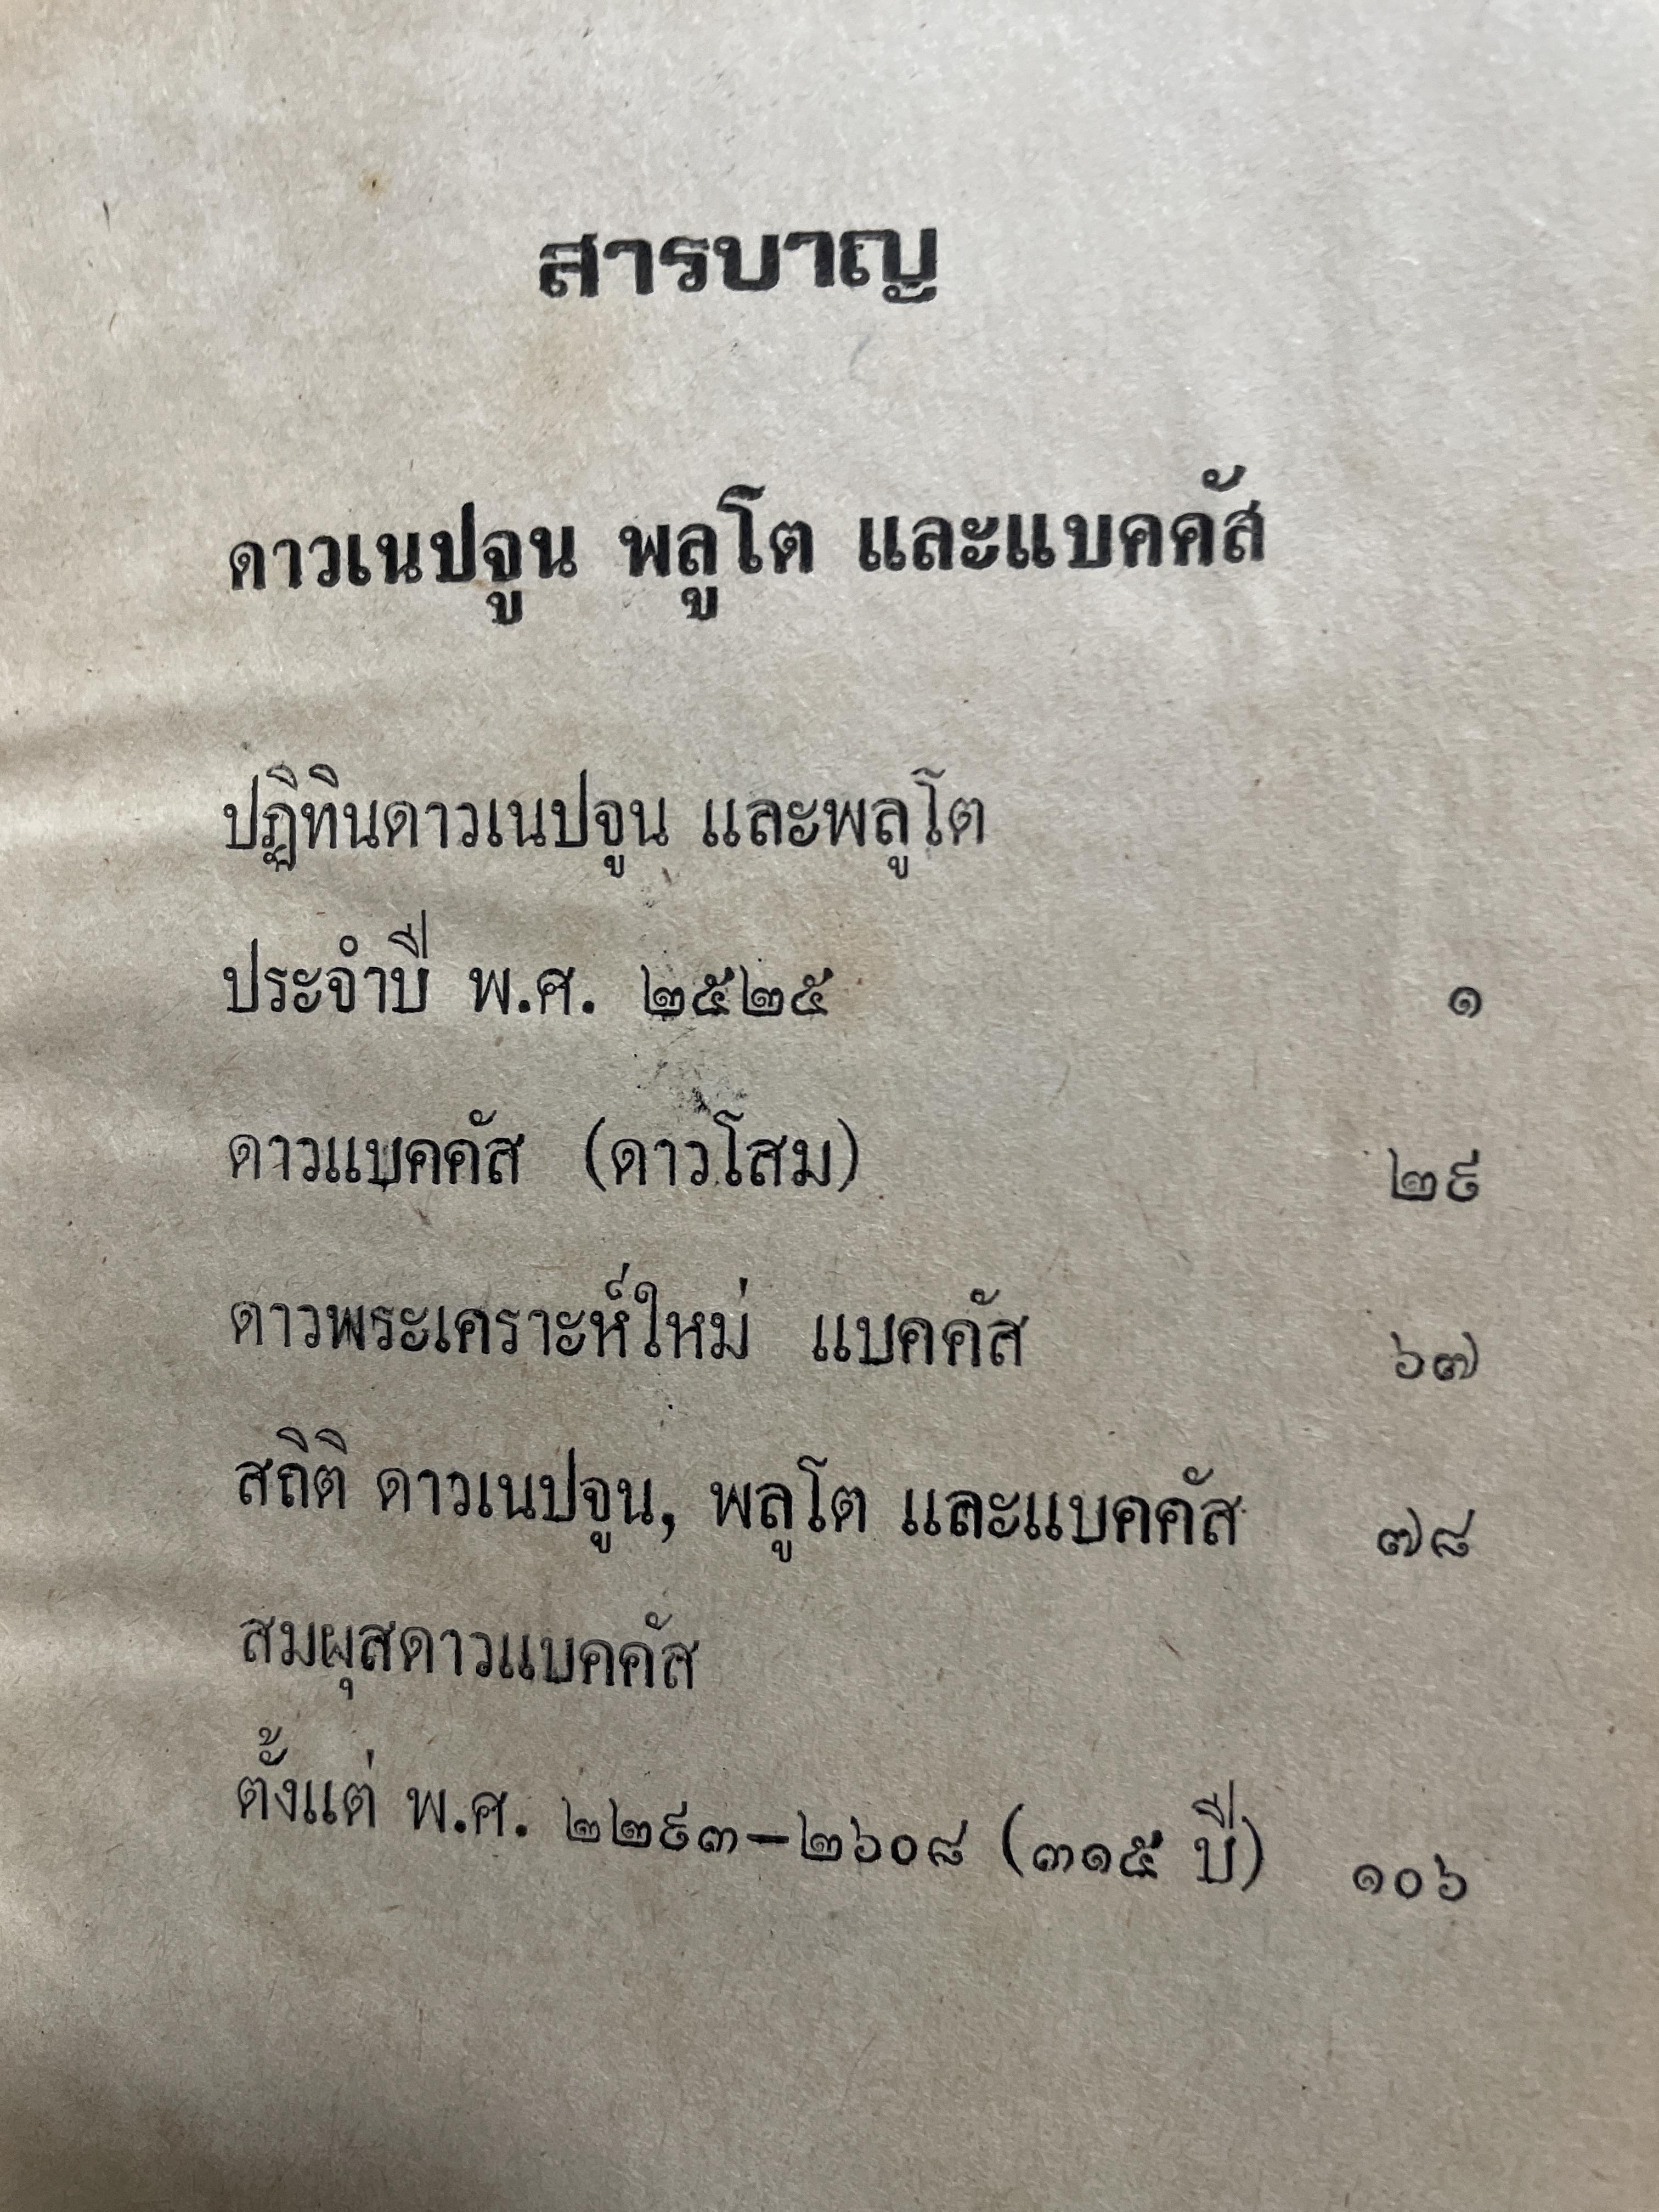 สารบาญ
ดาวเนปจูน พลูโต และแบคคัส
ปฏิทินดาวเนปจูน และพลูโต
ประจำปี พ.ศ. ๒๕๒๕ ๑
ดาวแบคคัส (ดาวโสม) ๒๙
ดาวพระเคราะห์ใหม่ แบคคัส ๖๗
สถิติ ดาวเนปจูน, พลูโต และแบคคัส ๗๘
สมผุสดาวแบคคัส
ตั้งแต่ พ.ศ. ๒๒๙๓-๒๖๐๘ (๓๑๕ ปี) ๑๐๖